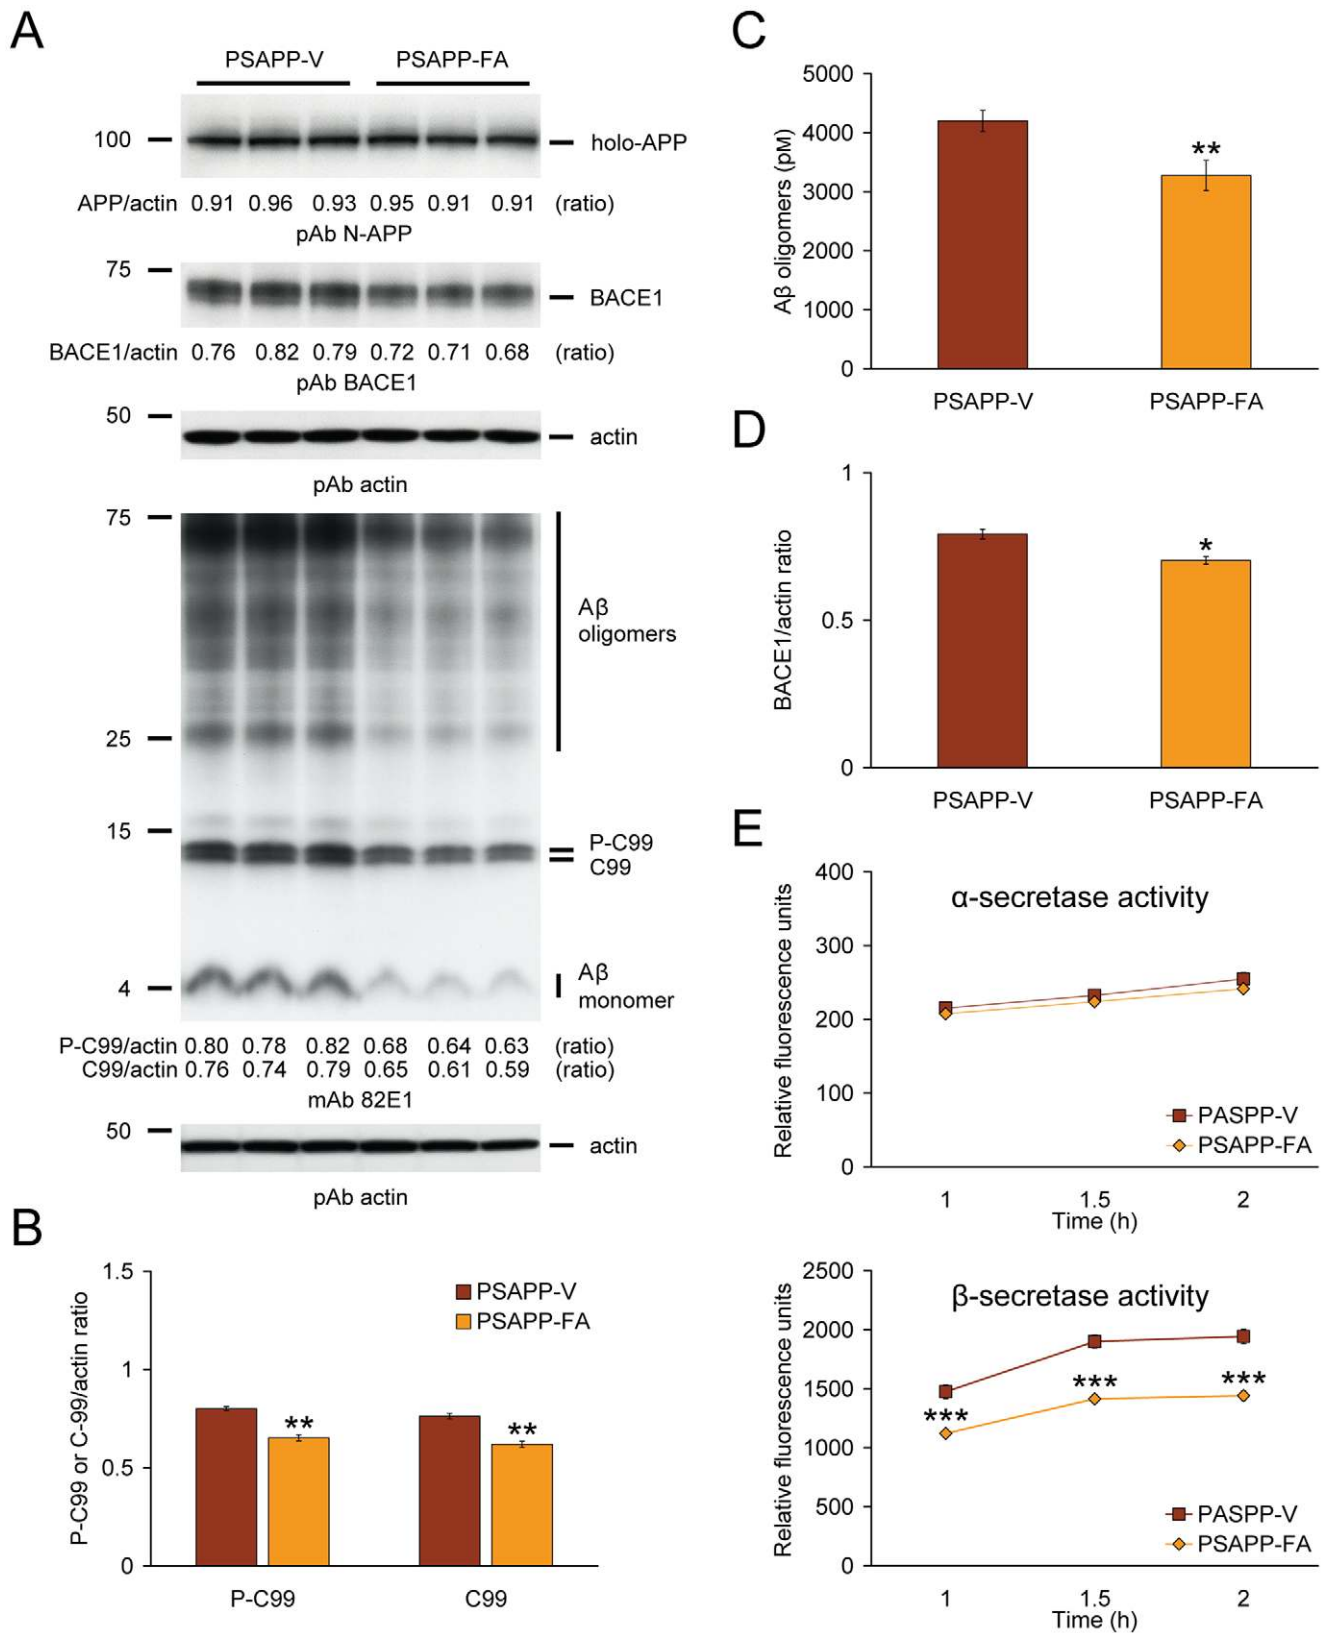 A
PSAPP-V PSAPP-FA
100 holo-APP
APP/actin 0.91 0.96 0.93 0.95 0.91 0.91 (ratio)
pAb N-APP
75
BACE1
BACE1/actin 0.76 0.82 0.79 0.72 0.71 0.68 (ratio)
pAb BACE1
50
actin
pAb actin
75
Aβ
oligomers
25
15
P-C99
C99
Aβ
monomer
4
P-C99/actin 0.80 0.78 0.82 0.68 0.64 0.63 (ratio)
C99/actin 0.76 0.74 0.79 0.65 0.61 0.59 (ratio)
mAb 82E1
50
actin
pAb actin
B
P-C99 or C-99/actin ratio
1.5
1
0.5
0
PSAPP-V
PSAPP-FA
**
**
P-C99 C99
C
Aβ oligomers (pM)
5000
4000
3000
2000
1000
0
**
PSAPP-V PSAPP-FA
D
BACE1/actin ratio
1
0.5
0
*
PSAPP-V PSAPP-FA
E
α-secretase activity
Relative fluorescence units
400
300
200
100
0
PASPP-V
PSAPP-FA
1 1.5 2
Time (h)
β-secretase activity
Relative fluorescence units
2500
2000
1500
1000
500
0
*** *** ***
PASPP-V
PSAPP-FA
1 1.5 2
Time (h)